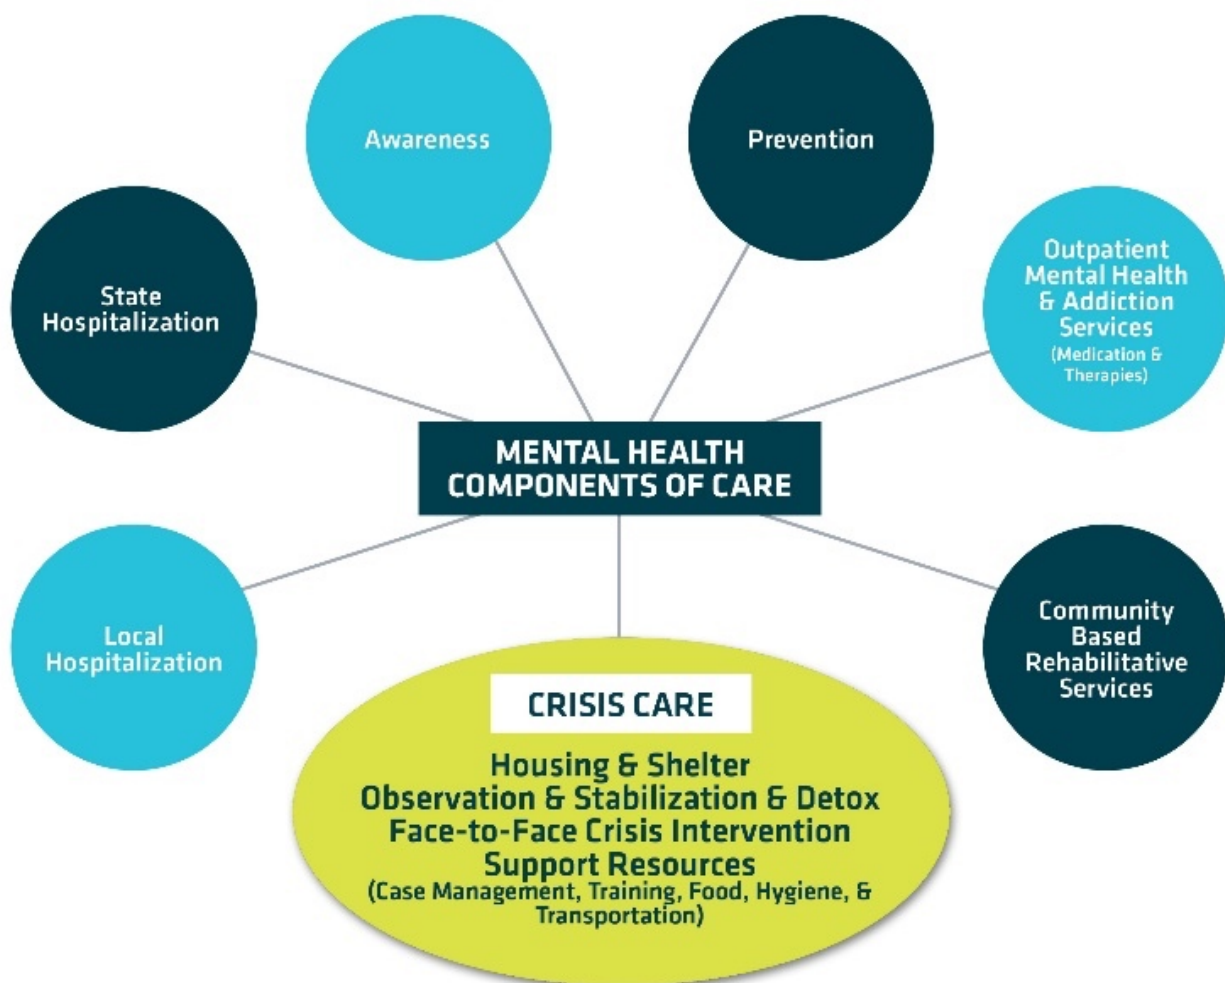 Awareness
Prevention
State
Hospitalization
Outpatient
Mental Health
& Addiction
Services
(Medication &
Therapies)
MENTAL HEALTH
COMPONENTS OF CARE
Local
Hospitalization
Community
Based
Rehabilitative
Services
CRISIS CARE
Housing & Shelter
Observation & Stabilization & Detox
Face-to-Face Crisis Intervention
Support Resources
(Case Management, Training, Food, Hygiene, &
Transportation)